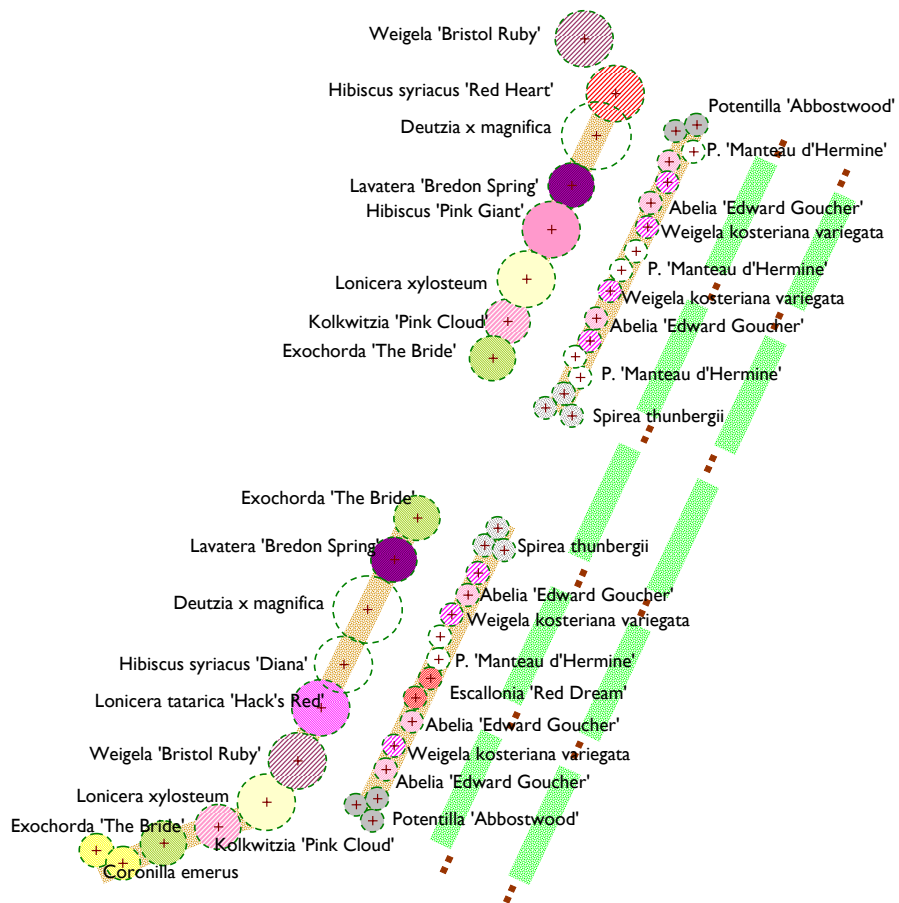 Weigela 'Bristol Ruby'
Hibiscus syriacus 'Red Heart'
Potentilla 'Abbostwood'
Deutzia x magnifica
P. 'Manteau d'Hermine'
Lavatera 'Bredon Spring'
Abelia 'Edward Goucher'
Hibiscus 'Pink Giant'
Weigela kosteriana variegata
P. 'Manteau d'Hermine'
Lonicera xylosteum
Weigela kosteriana variegata
Kolkwitzia 'Pink Cloud'
Abelia 'Edward Goucher'
Exochorda 'The Bride'
P. 'Manteau d'Hermine'
Spirea thunbergii
Exochorda 'The Bride'
Lavatera 'Bredon Spring'
Spirea thunbergii
Abelia 'Edward Goucher'
Deutzia x magnifica
Weigela kosteriana variegata
Hibiscus syriacus 'Diana'
P. 'Manteau d'Hermine'
Escallonia 'Red Dream'
Lonicera tatarica 'Hack's Red'
Abelia 'Edward Goucher'
Weigela 'Bristol Ruby'
Weigela kosteriana variegata
Abelia 'Edward Goucher'
Lonicera xylosteum
Potentilla 'Abbostwood'
Exochorda 'The Bride'
Kolkwitzia 'Pink Cloud'
Coronilla emerus